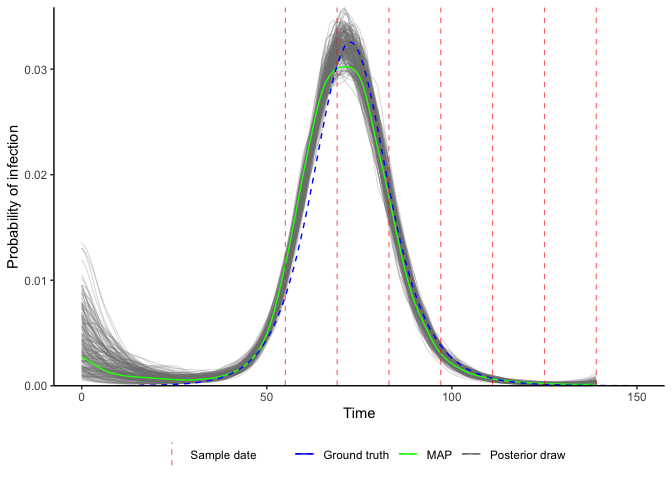 0.03
0.02
0.01
0.00
Probability of infection
0
50
100
150
Time
Sample date
Ground truth
MAP
Posterior draw